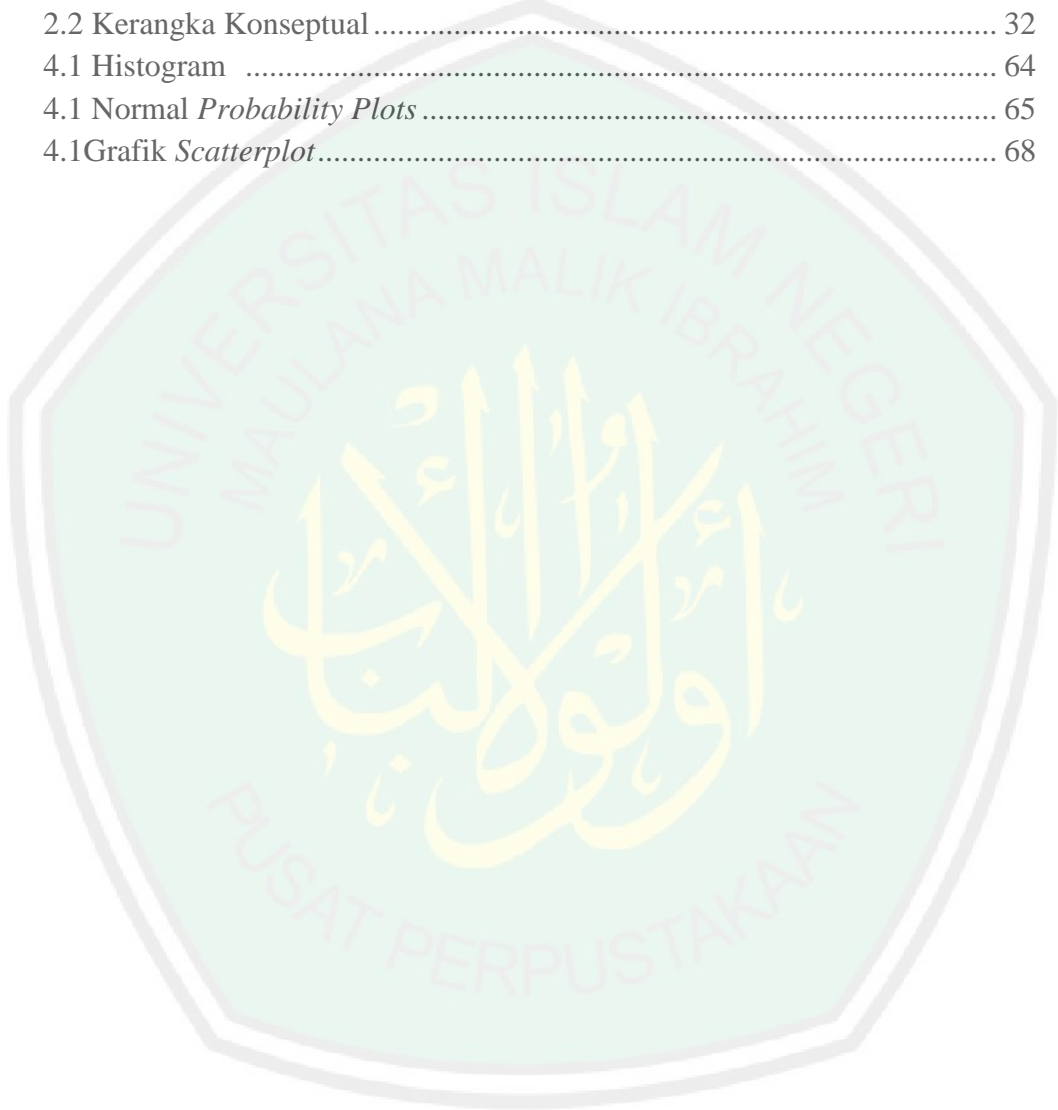 2.2 Kerangka Konseptual ........................................................................... 32
4.1 Histogram ........................................................................... 64
4.1 Normal Probability Plots ........................................................................... 65
4.1Grafik Scatterplot ........................................................................... 68
UNIVERSITAS ISLAM NEGERI
MAULANA MALIK IBRAHIM
أولوا الألباب
PUSAT PERPUSTAKAAN